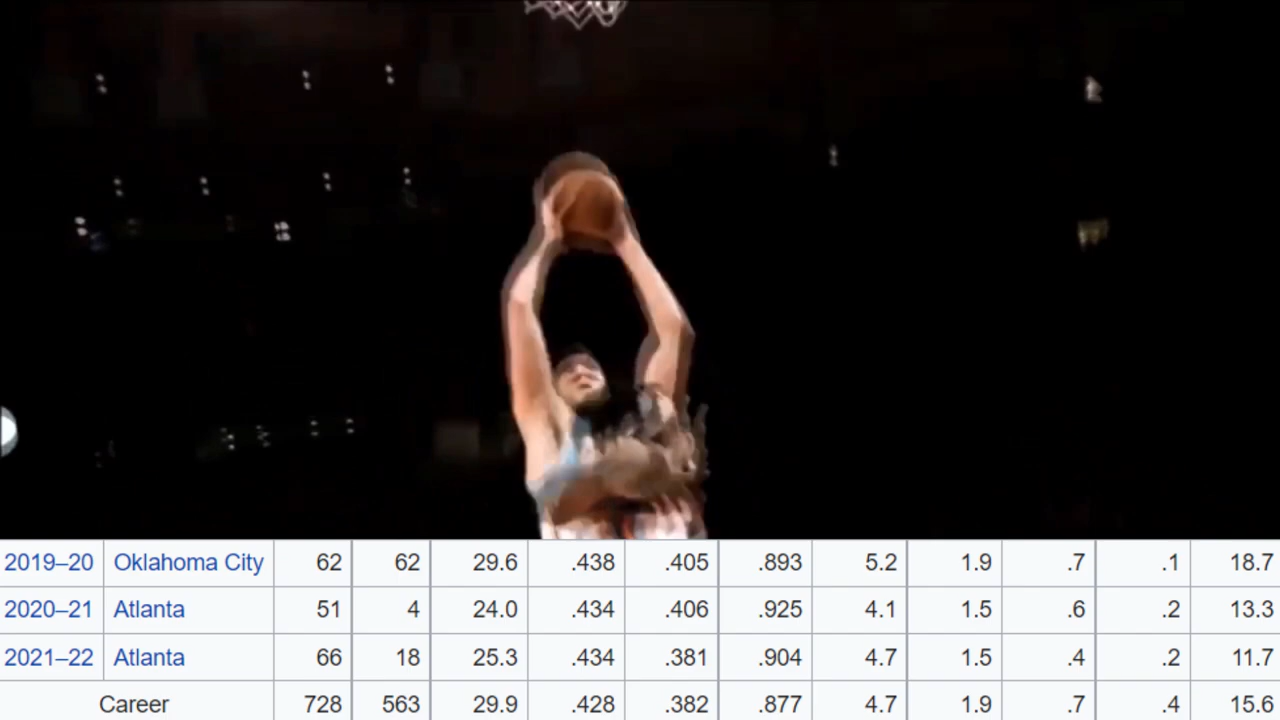 2019–20 Oklahoma City 62 62 29.6 .438 .405 .893 5.2 1.9 .7 .1 18.7
2020–21 Atlanta 51 4 24.0 .434 .406 .925 4.1 1.5 .6 .2 13.3
2021–22 Atlanta 66 18 25.3 .434 .381 .904 4.7 1.5 .4 .2 11.7
Career 728 563 29.9 .428 .382 .877 4.7 1.9 .7 .4 15.6